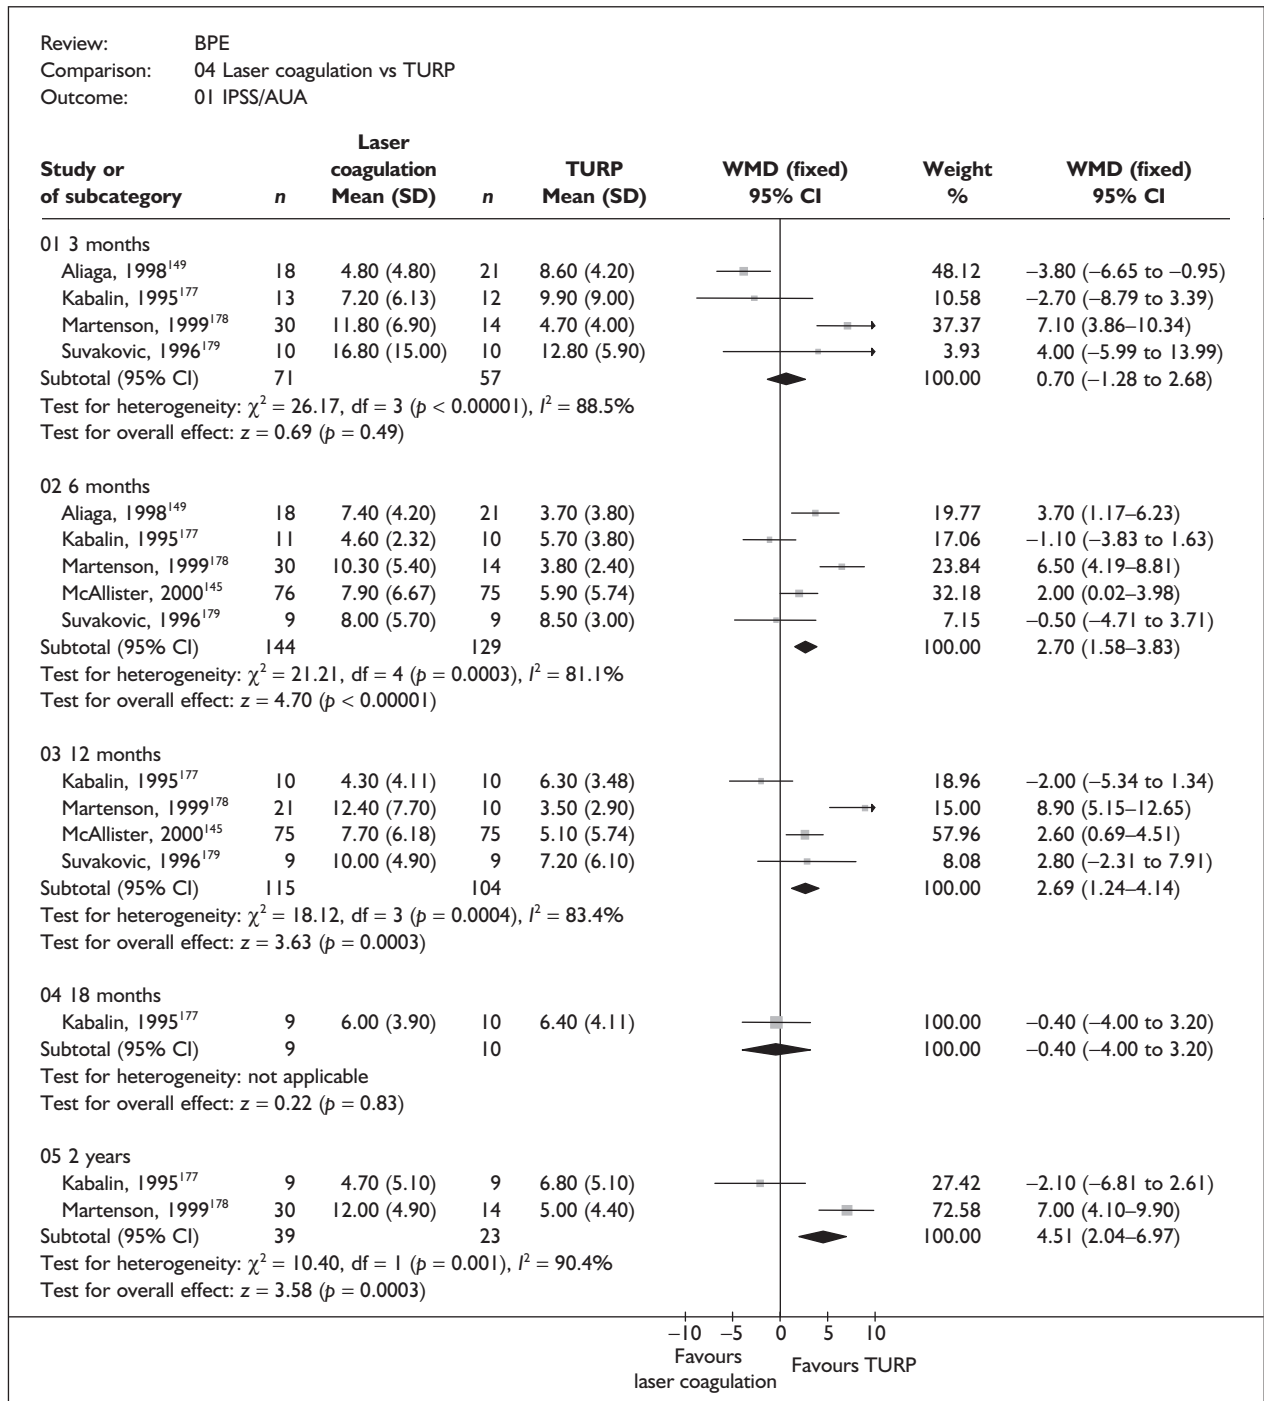 Review: BPE
Comparison: 04 Laser coagulation vs TURP
Outcome: 01 IPSS/AUA
Laser
Study or coagulation TURP WMD (fixed) Weight WMD (fixed)
of subcategory n Mean (SD) n Mean (SD) 95% CI % 95% CI
01 3 months
Aliaga, 1998¹⁴⁹ 18 4.80 (4.80) 21 8.60 (4.20) 48.12 −3.80 (−6.65 to −0.95)
Kabalin, 1995¹⁷⁷ 13 7.20 (6.13) 12 9.90 (9.00) 10.58 −2.70 (−8.79 to 3.39)
Martenson, 1999¹⁷⁸ 30 11.80 (6.90) 14 4.70 (4.00) 37.37 7.10 (3.86–10.34)
Suvakovic, 1996¹⁷⁹ 10 16.80 (15.00) 10 12.80 (5.90) 3.93 4.00 (−5.99 to 13.99)
Subtotal (95% CI) 71 57 100.00 0.70 (−1.28 to 2.68)
Test for heterogeneity: χ² = 26.17, df = 3 (p < 0.00001), I² = 88.5%
Test for overall effect: z = 0.69 (p = 0.49)
02 6 months
Aliaga, 1998¹⁴⁹ 18 7.40 (4.20) 21 3.70 (3.80) 19.77 3.70 (1.17–6.23)
Kabalin, 1995¹⁷⁷ 11 4.60 (2.32) 10 5.70 (3.80) 17.06 −1.10 (−3.83 to 1.63)
Martenson, 1999¹⁷⁸ 30 10.30 (5.40) 14 3.80 (2.40) 23.84 6.50 (4.19–8.81)
McAllister, 2000¹⁴⁵ 76 7.90 (6.67) 75 5.90 (5.74) 32.18 2.00 (0.02–3.98)
Suvakovic, 1996¹⁷⁹ 9 8.00 (5.70) 9 8.50 (3.00) 7.15 −0.50 (−4.71 to 3.71)
Subtotal (95% CI) 144 129 100.00 2.70 (1.58–3.83)
Test for heterogeneity: χ² = 21.21, df = 4 (p = 0.0003), I² = 81.1%
Test for overall effect: z = 4.70 (p < 0.00001)
03 12 months
Kabalin, 1995¹⁷⁷ 10 4.30 (4.11) 10 6.30 (3.48) 18.96 −2.00 (−5.34 to 1.34)
Martenson, 1999¹⁷⁸ 21 12.40 (7.70) 10 3.50 (2.90) 15.00 8.90 (5.15–12.65)
McAllister, 2000¹⁴⁵ 75 7.70 (6.18) 75 5.10 (5.74) 57.96 2.60 (0.69–4.51)
Suvakovic, 1996¹⁷⁹ 9 10.00 (4.90) 9 7.20 (6.10) 8.08 2.80 (−2.31 to 7.91)
Subtotal (95% CI) 115 104 100.00 2.69 (1.24–4.14)
Test for heterogeneity: χ² = 18.12, df = 3 (p = 0.0004), I² = 83.4%
Test for overall effect: z = 3.63 (p = 0.0003)
04 18 months
Kabalin, 1995¹⁷⁷ 9 6.00 (3.90) 10 6.40 (4.11) 100.00 −0.40 (−4.00 to 3.20)
Subtotal (95% CI) 9 10 100.00 −0.40 (−4.00 to 3.20)
Test for heterogeneity: not applicable
Test for overall effect: z = 0.22 (p = 0.83)
05 2 years
Kabalin, 1995¹⁷⁷ 9 4.70 (5.10) 9 6.80 (5.10) 27.42 −2.10 (−6.81 to 2.61)
Martenson, 1999¹⁷⁸ 30 12.00 (4.90) 14 5.00 (4.40) 72.58 7.00 (4.10–9.90)
Subtotal (95% CI) 39 23 100.00 4.51 (2.04–6.97)
Test for heterogeneity: χ² = 10.40, df = 1 (p = 0.001), I² = 90.4%
Test for overall effect: z = 3.58 (p = 0.0003)
−10 −5 0 5 10
Favours Favours TURP
laser coagulation